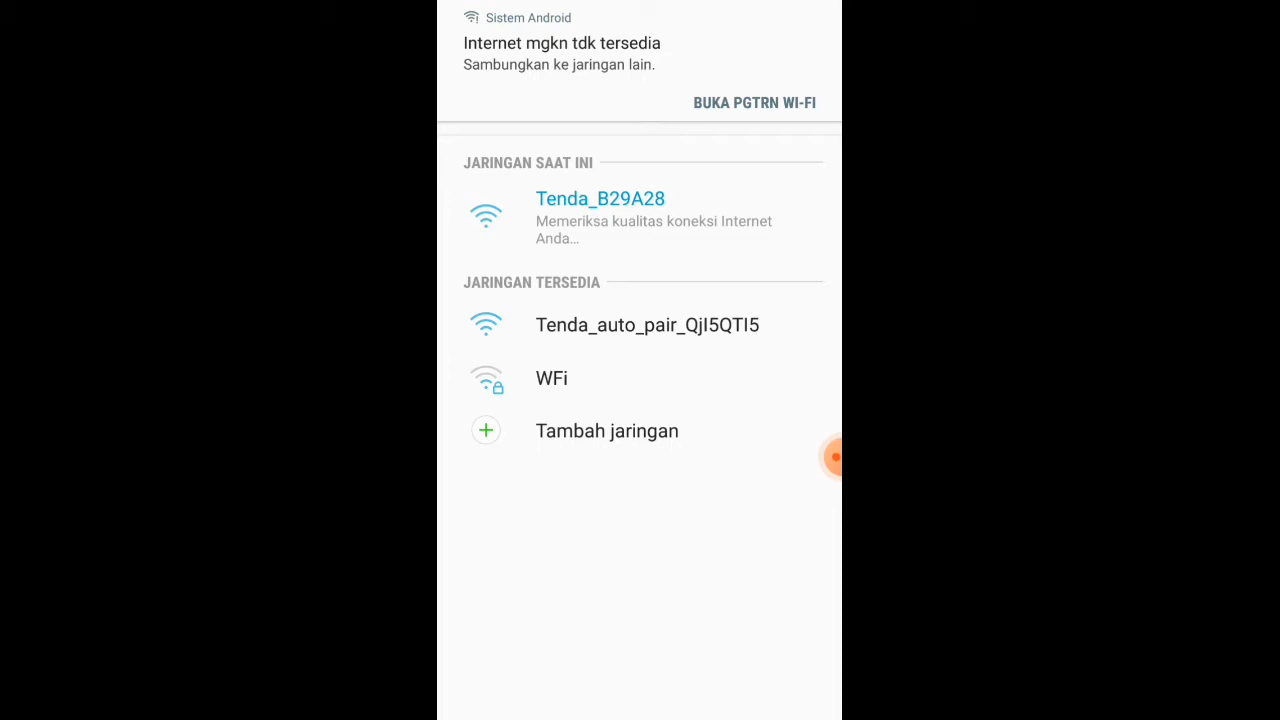 Sistem Android
Internet mgkn tdk tersedia
Sambungkan ke jaringan lain.
BUKA PGTRN WI-FI
JARINGAN SAAT INI
Tenda_B29A28
Memeriksa kualitas koneksi Internet
Anda...
JARINGAN TERSEDIA
Tenda_auto_pair_QjI5QTI5
WFi
Tambah jaringan